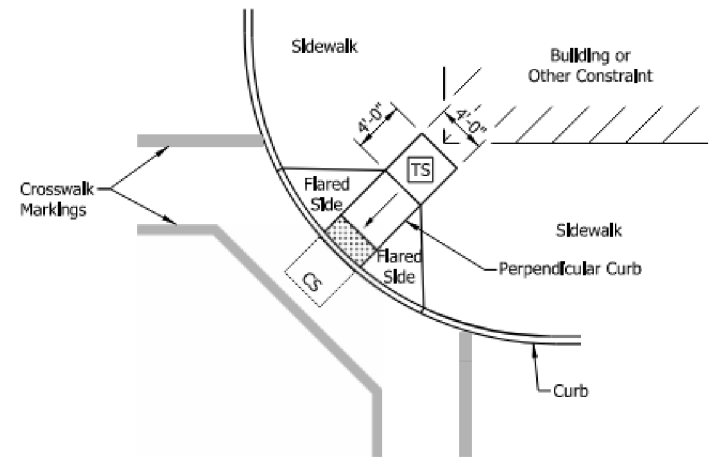 Sidewalk
Building or
Other Constraint
4'-0"
4'-0"
TS
Crosswalk
Markings
Flared
Side
Sidewalk
Flared
Side
Perpendicular Curb
CS
Curb